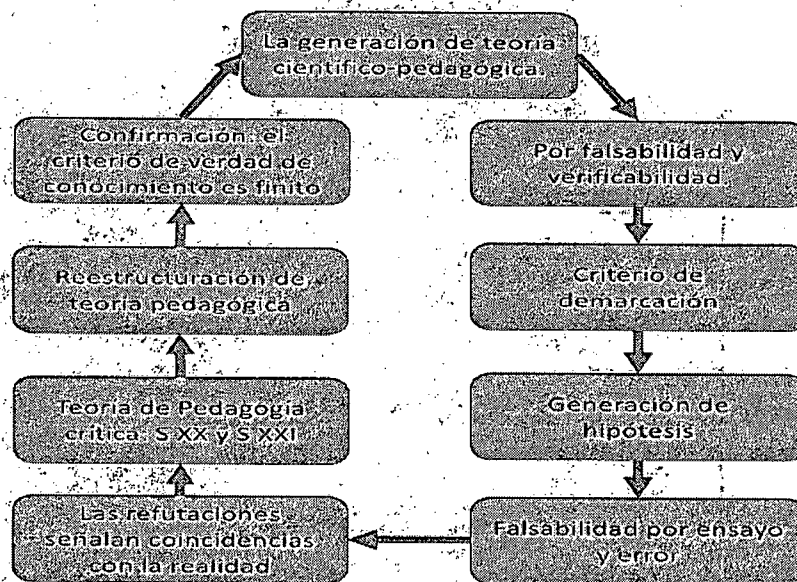 La generación de teoría
científico-pedagógica.
Por falsabilidad y
verificabilidad.
Criterio de
demarcación
Generación de
hipótesis
Falsabilidad por ensayo
y error
Las refutaciones,
señalan coincidencias
con la realidad
Teoría de Pedagogía
crítica: S XX y S XXI
Reestructuración de
teoría pedagógica
Confirmación: el
criterio de verdad de
conocimiento es finito